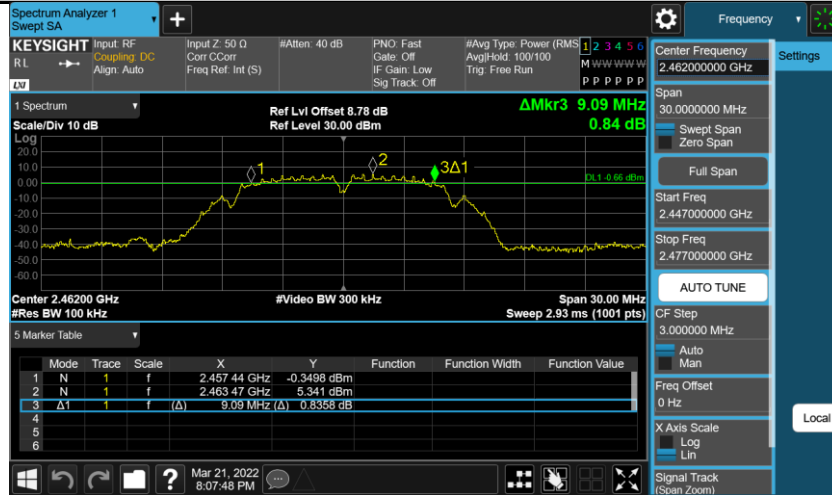 Spectrum Analyzer 1
Swept SA
+
Frequency
KEYSIGHT
RL
LXI
Input: RF
Coupling: DC
Align: Auto
Input Z: 50 Ω
Corr CCorr
Freq Ref: Int (S)
#Atten: 40 dB
PNO: Fast
Gate: Off
IF Gain: Low
Sig Track: Off
#Avg Type: Power (RMS
Avg|Hold: 100/100
Trig: Free Run
1 2 3 4 5 6
M W W W W W
P P P P P P
1 Spectrum
Scale/Div 10 dB
Ref Lvl Offset 8.78 dB
Ref Level 30.00 dBm
ΔMkr3 9.09 MHz
0.84 dB
Log
20.0
10.0
0.00
-10.0
-20.0
-30.0
-40.0
-50.0
-60.0
1
2
3Δ1
DL1 -0.66 dBm
Center 2.46200 GHz
#Res BW 100 kHz
#Video BW 300 kHz
Span 30.00 MHz
Sweep 2.93 ms (1001 pts)
5 Marker Table
Mode Trace Scale X Y Function Function Width Function Value
1 N 1 f 2.457 44 GHz -0.3498 dBm
2 N 1 f 2.463 47 GHz 5.341 dBm
3 Δ1 1 f (Δ) 9.09 MHz (Δ) 0.8358 dB
4
5
6
?
Mar 21, 2022
8:07:48 PM
Center Frequency
2.462000000 GHz
Settings
Span
30.0000000 MHz
Swept Span
Zero Span
Full Span
Start Freq
2.447000000 GHz
Stop Freq
2.477000000 GHz
AUTO TUNE
CF Step
3.000000 MHz
Auto
Man
Freq Offset
0 Hz
X Axis Scale
Log
Lin
Local
Signal Track
(Span Zoom)